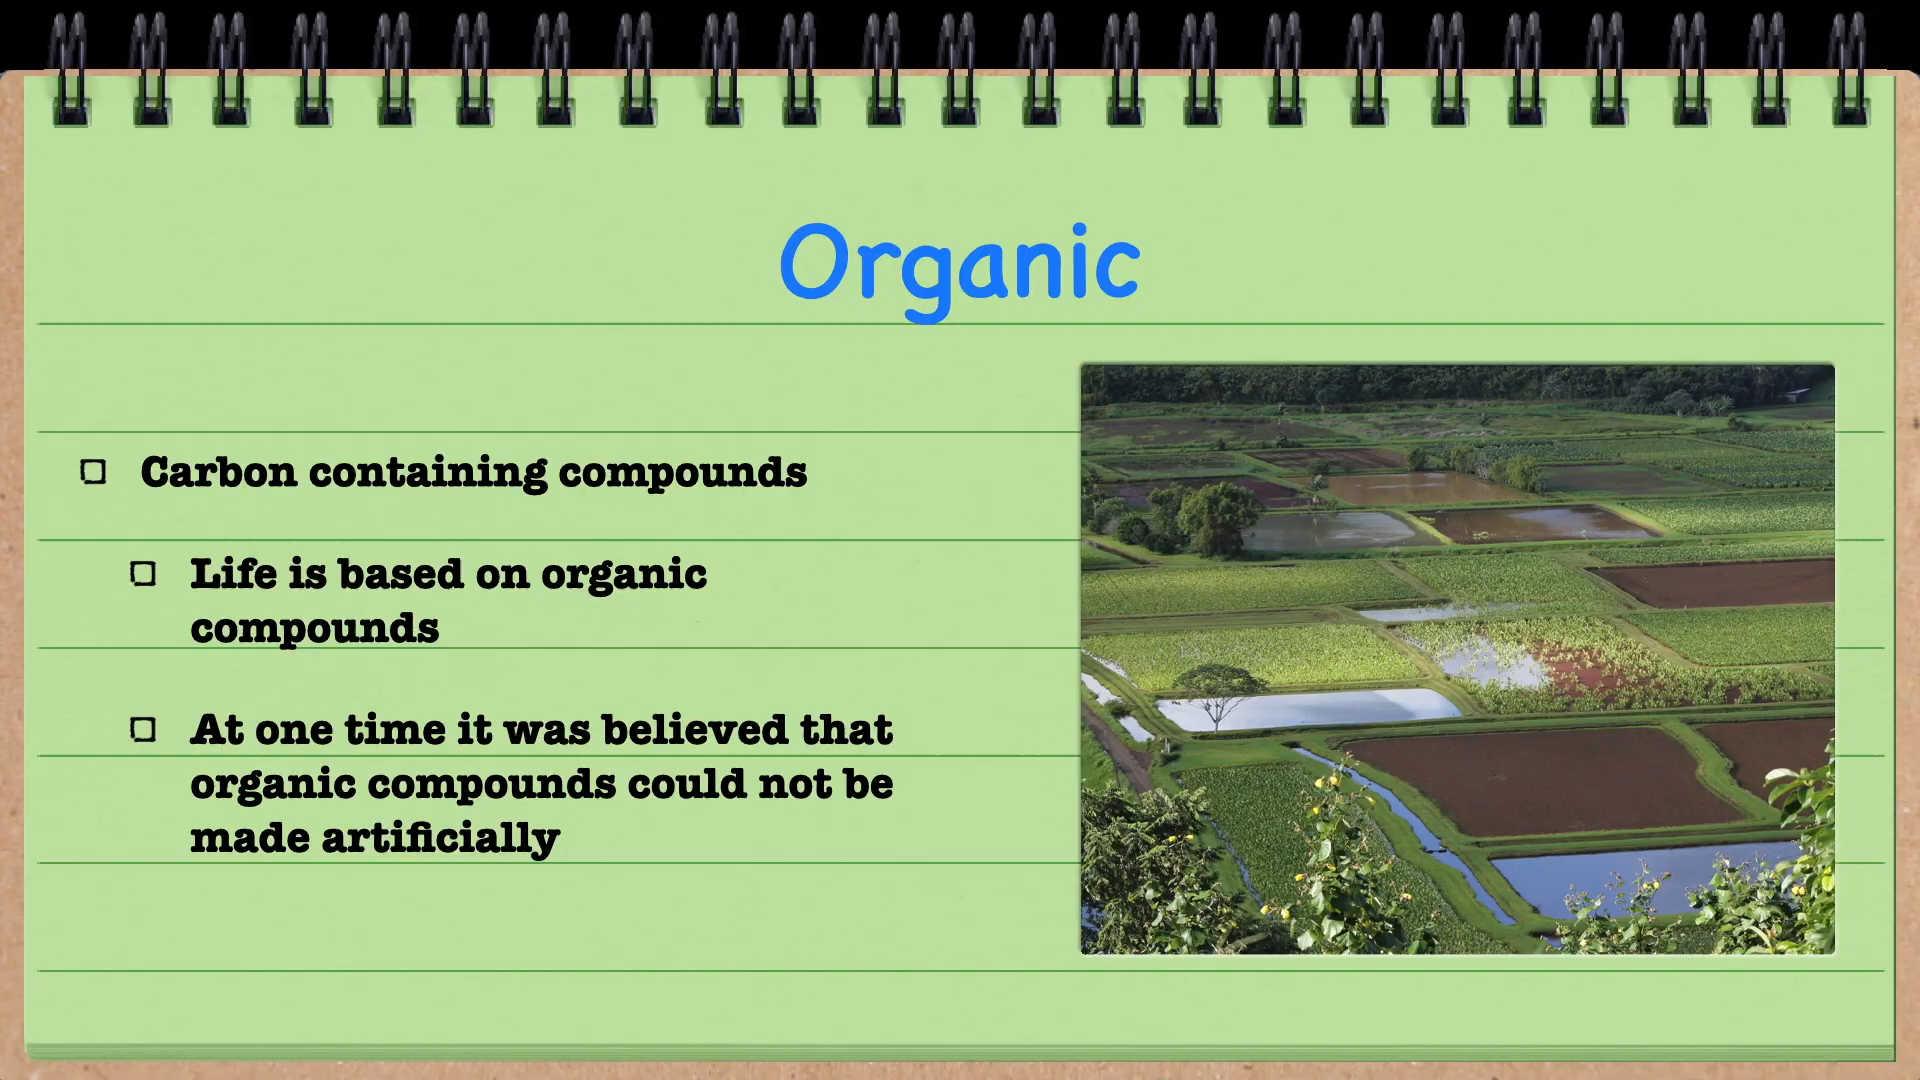 Organic
Carbon containing compounds
Life is based on organic
compounds
At one time it was believed that
organic compounds could not be
made artificially